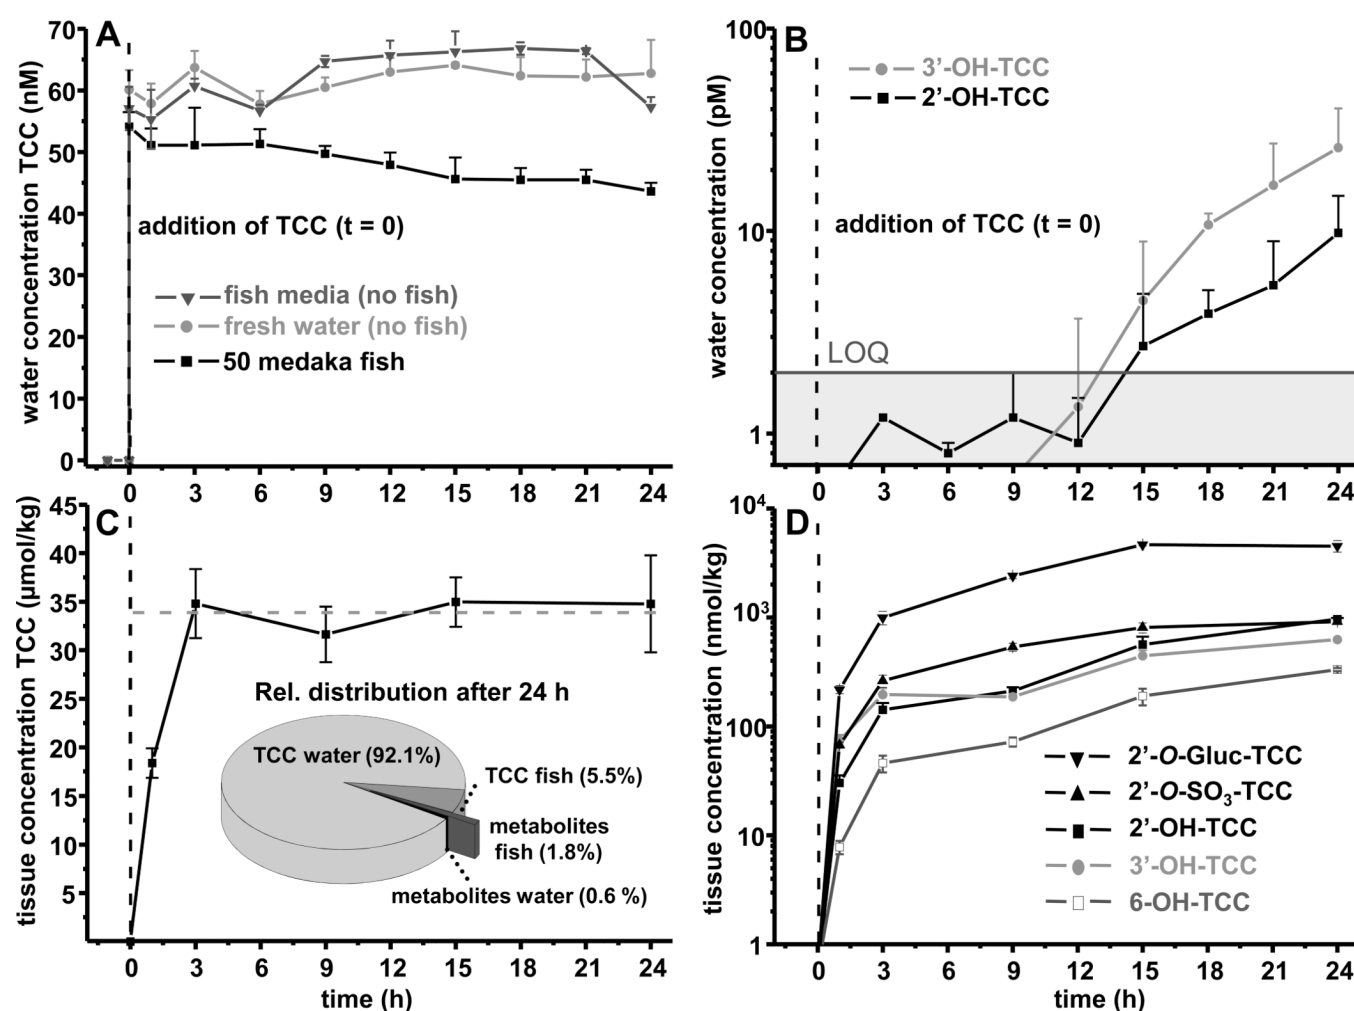 A
water concentration TCC (nM)
70
60
50
40
30
20
10
0
addition of TCC (t = 0)
fish media (no fish)
fresh water (no fish)
50 medaka fish
0 3 6 9 12 15 18 21 24
B
water concentration (pM)
100
10
1
3’-OH-TCC
2’-OH-TCC
addition of TCC (t = 0)
LOQ
0 3 6 9 12 15 18 21 24
C
tissue concentration TCC (µmol/kg)
45
40
35
30
25
20
15
10
5
Rel. distribution after 24 h
TCC water (92.1%)
TCC fish (5.5%)
metabolites
fish (1.8%)
metabolites water (0.6 %)
0 3 6 9 12 15 18 21 24
time (h)
D
tissue concentration (nmol/kg)
10⁴
10³
100
10
1
2’-O-Gluc-TCC
2’-O-SO₃-TCC
2’-OH-TCC
3’-OH-TCC
6-OH-TCC
0 3 6 9 12 15 18 21 24
time (h)